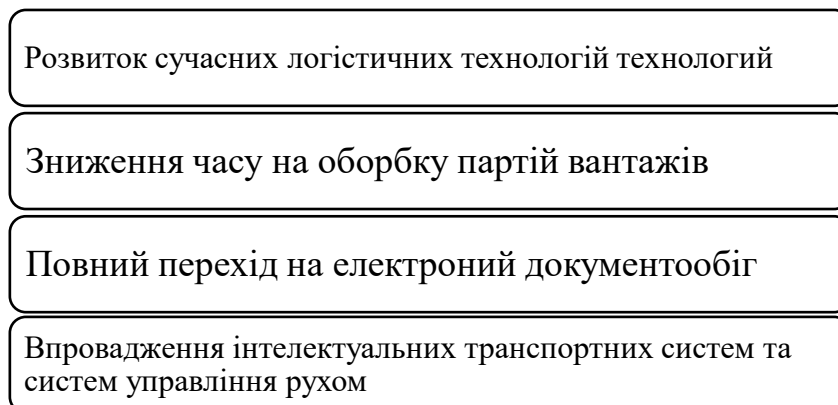 Розвиток сучасних логістичних технологій технологий
Зниження часу на оборбку партій вантажів
Повний перехід на електроний документообіг
Впровадження інтелектуальних транспортних систем та
систем управління рухом